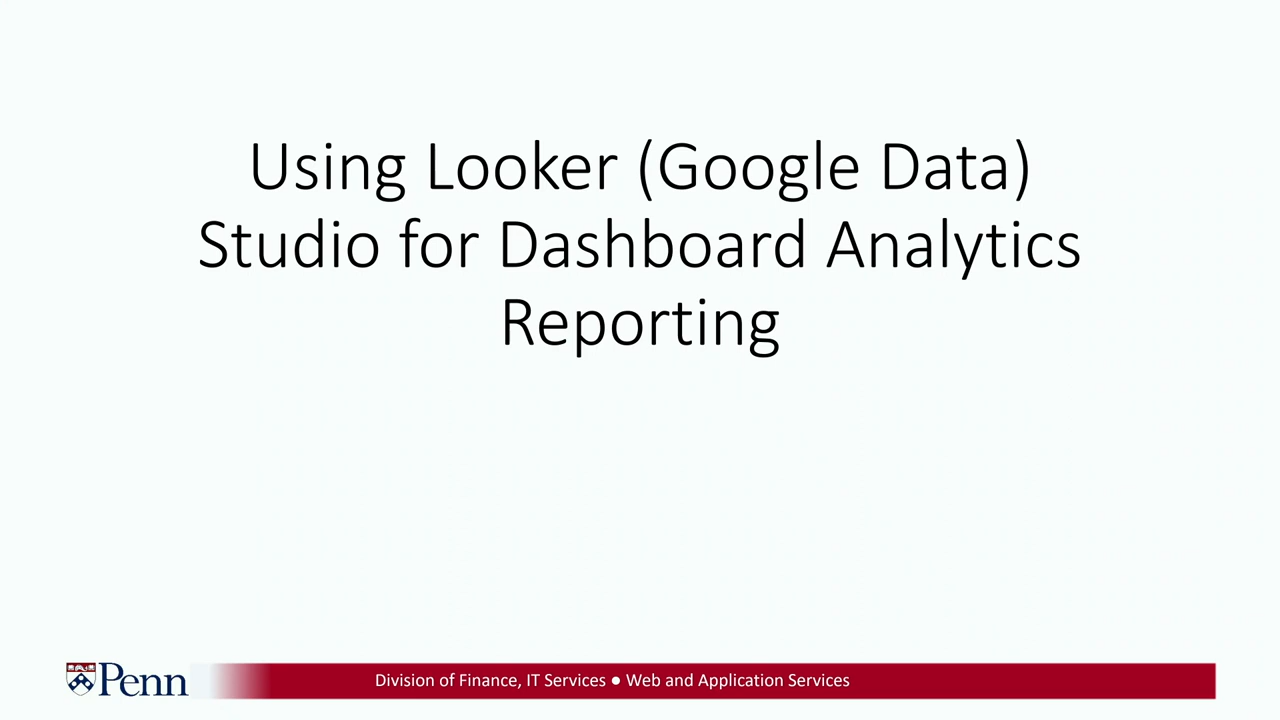 Using Looker (Google Data)
Studio for Dashboard Analytics
Reporting
Penn
Division of Finance, IT Services ● Web and Application Services